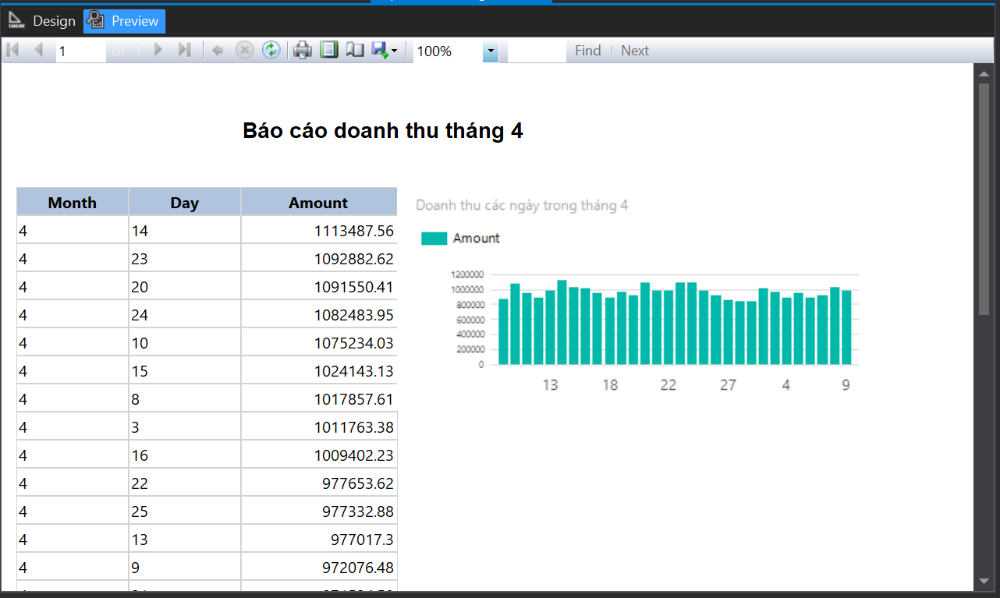 Design Preview
1 of 100% Find Next
Báo cáo doanh thu tháng 4
Month Day Amount
4 14 1113487.56
4 23 1092882.62
4 20 1091550.41
4 24 1082483.95
4 10 1075234.03
4 15 1024143.13
4 8 1017857.61
4 3 1011763.38
4 16 1009402.23
4 22 977653.62
4 25 977332.88
4 13 977017.3
4 9 972076.48
Doanh thu các ngày trong tháng 4
Amount
1200000
1000000
800000
600000
400000
200000
0
13 18 22 27 4 9